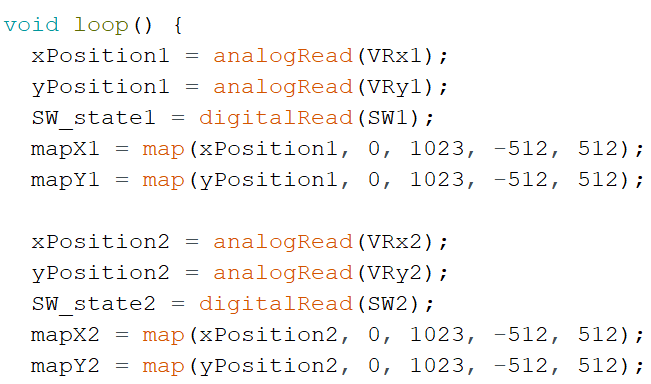 void loop() {
  xPosition1 = analogRead(VRx1);
  yPosition1 = analogRead(VRy1);
  SW_state1 = digitalRead(SW1);
  mapX1 = map(xPosition1, 0, 1023, -512, 512);
  mapY1 = map(yPosition1, 0, 1023, -512, 512);

  xPosition2 = analogRead(VRx2);
  yPosition2 = analogRead(VRy2);
  SW_state2 = digitalRead(SW2);
  mapX2 = map(xPosition2, 0, 1023, -512, 512);
  mapY2 = map(yPosition2, 0, 1023, -512, 512);